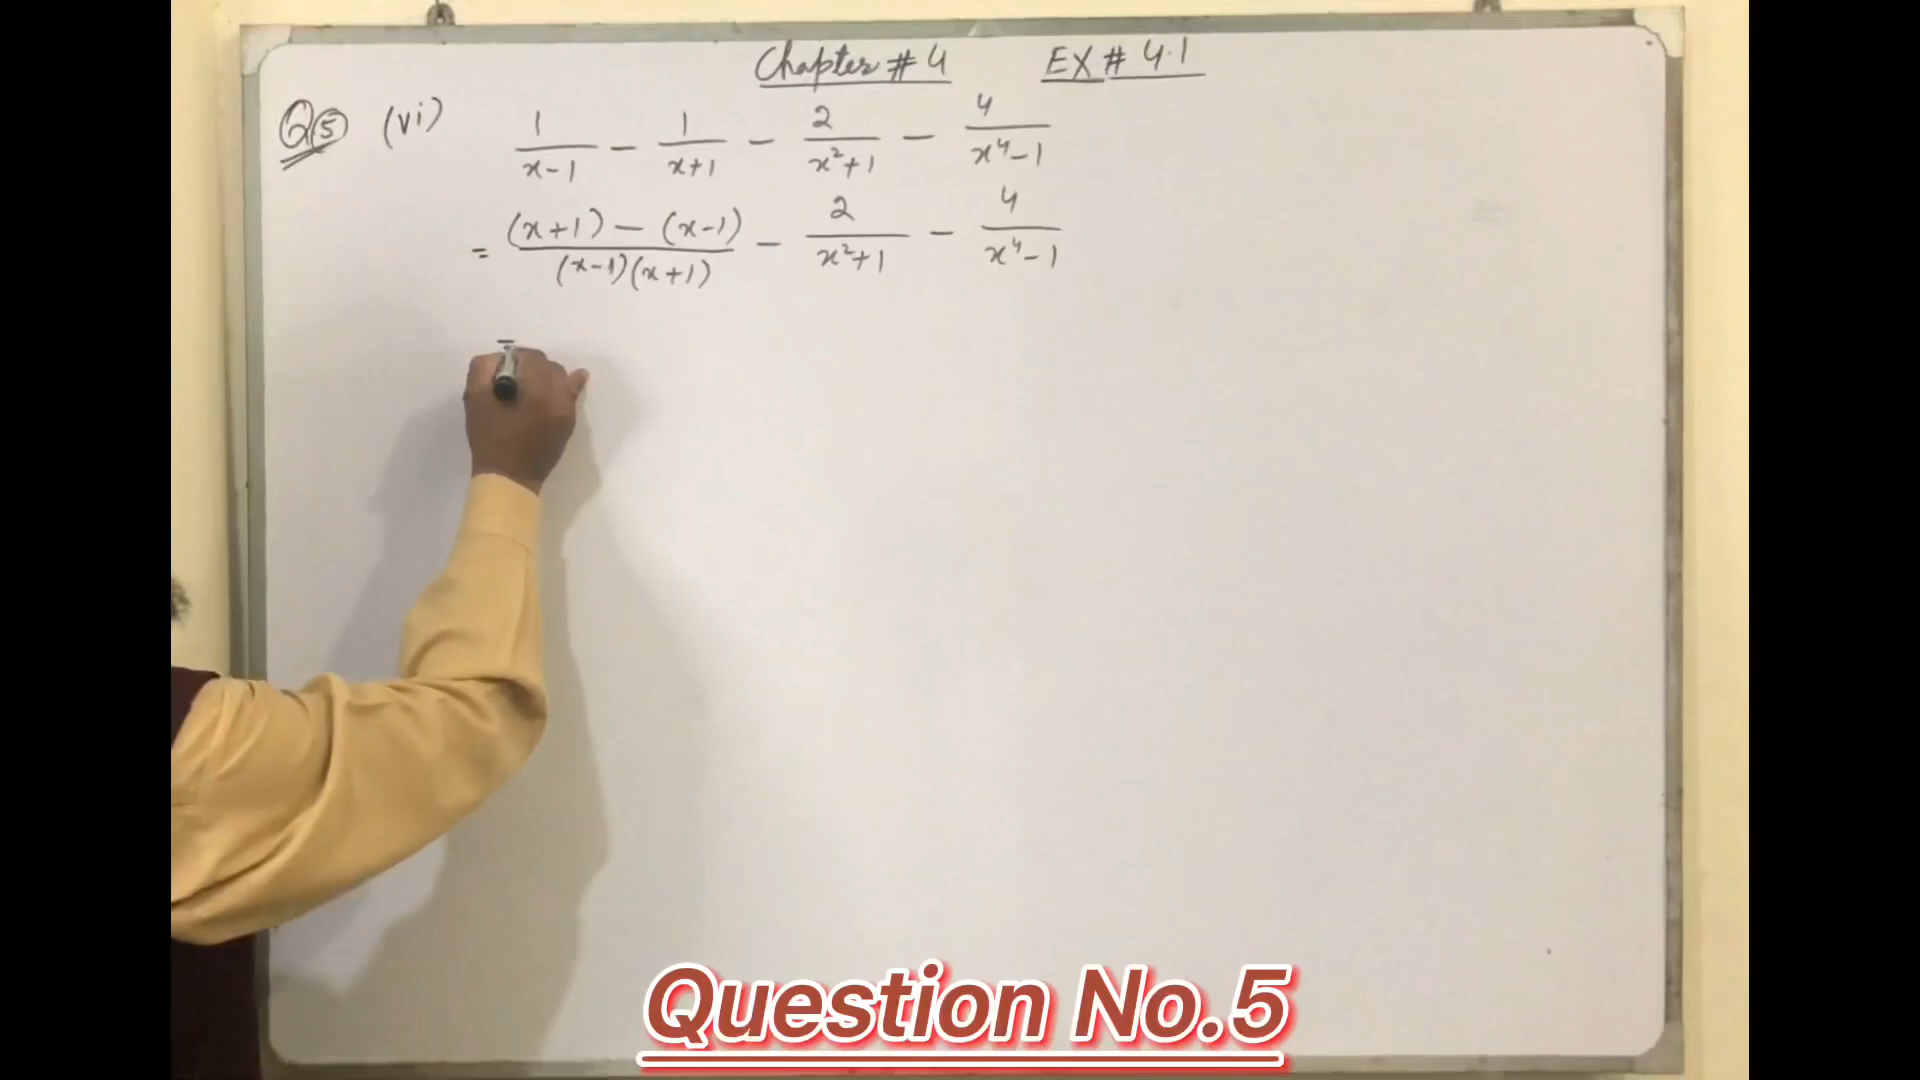 Chapter # 4 EX # 4.1
Q5 (vi) 1/(x-1) - 1/(x+1) - 2/(x²+1) - 4/(x⁴-1)
= ((x+1) - (x-1))/((x-1)(x+1)) - 2/(x²+1) - 4/(x⁴-1)
=
Question No.5